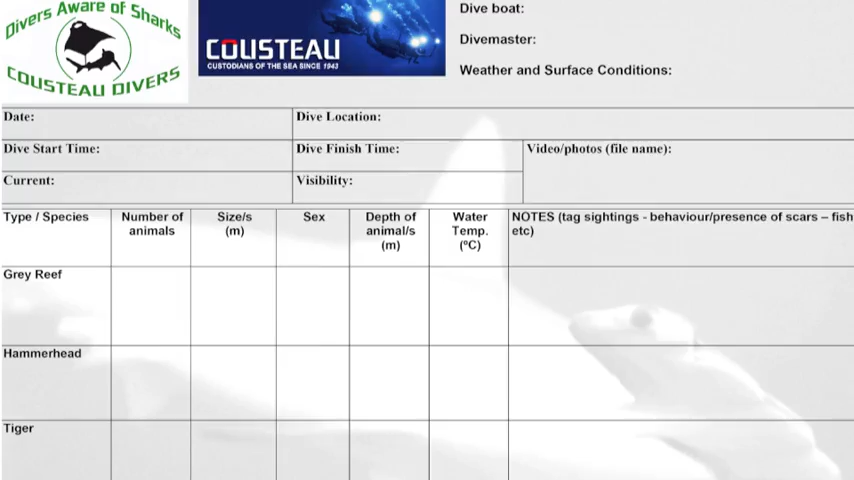 Divers Aware of Sharks
COUSTEAU DIVERS
COUSTEAU
CUSTODIANS OF THE SEA SINCE 1943
Dive boat:
Divemaster:
Weather and Surface Conditions:
Date:
Dive Location:
Dive Start Time:
Dive Finish Time:
Video/photos (file name):
Current:
Visibility:
Type / Species
Number of
animals
Size/s
(m)
Sex
Depth of
animal/s
(m)
Water
Temp.
(ºC)
NOTES (tag sightings - behaviour/presence of scars – fish
etc)
Grey Reef
Hammerhead
Tiger